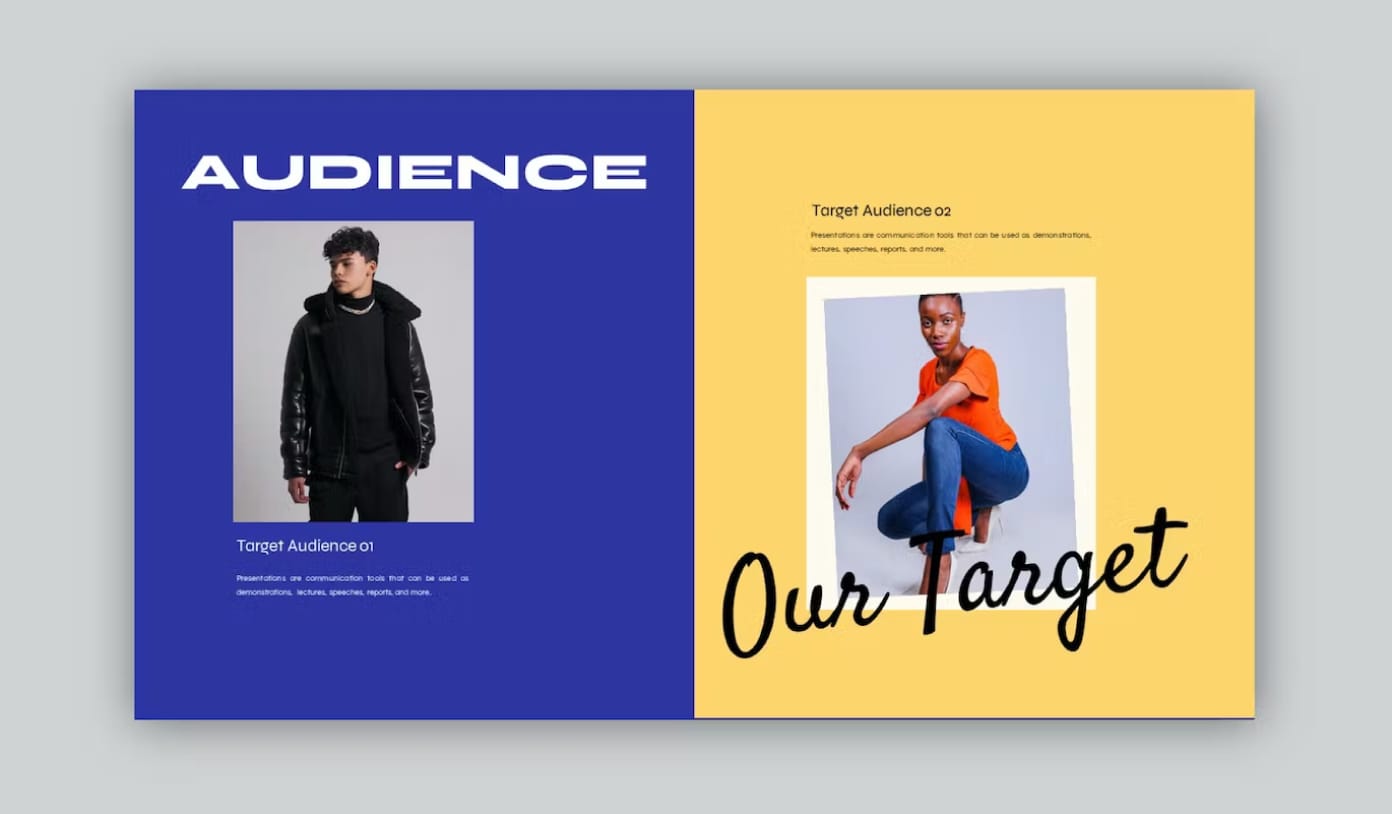 AUDIENCE
Target Audience 01
Presentations are communication tools that can be used as
demonstrations, lectures, speeches, reports, and more.
Target Audience 02
Presentations are communication tools that can be used as demonstrations,
lectures, speeches, reports, and more.
Our Target